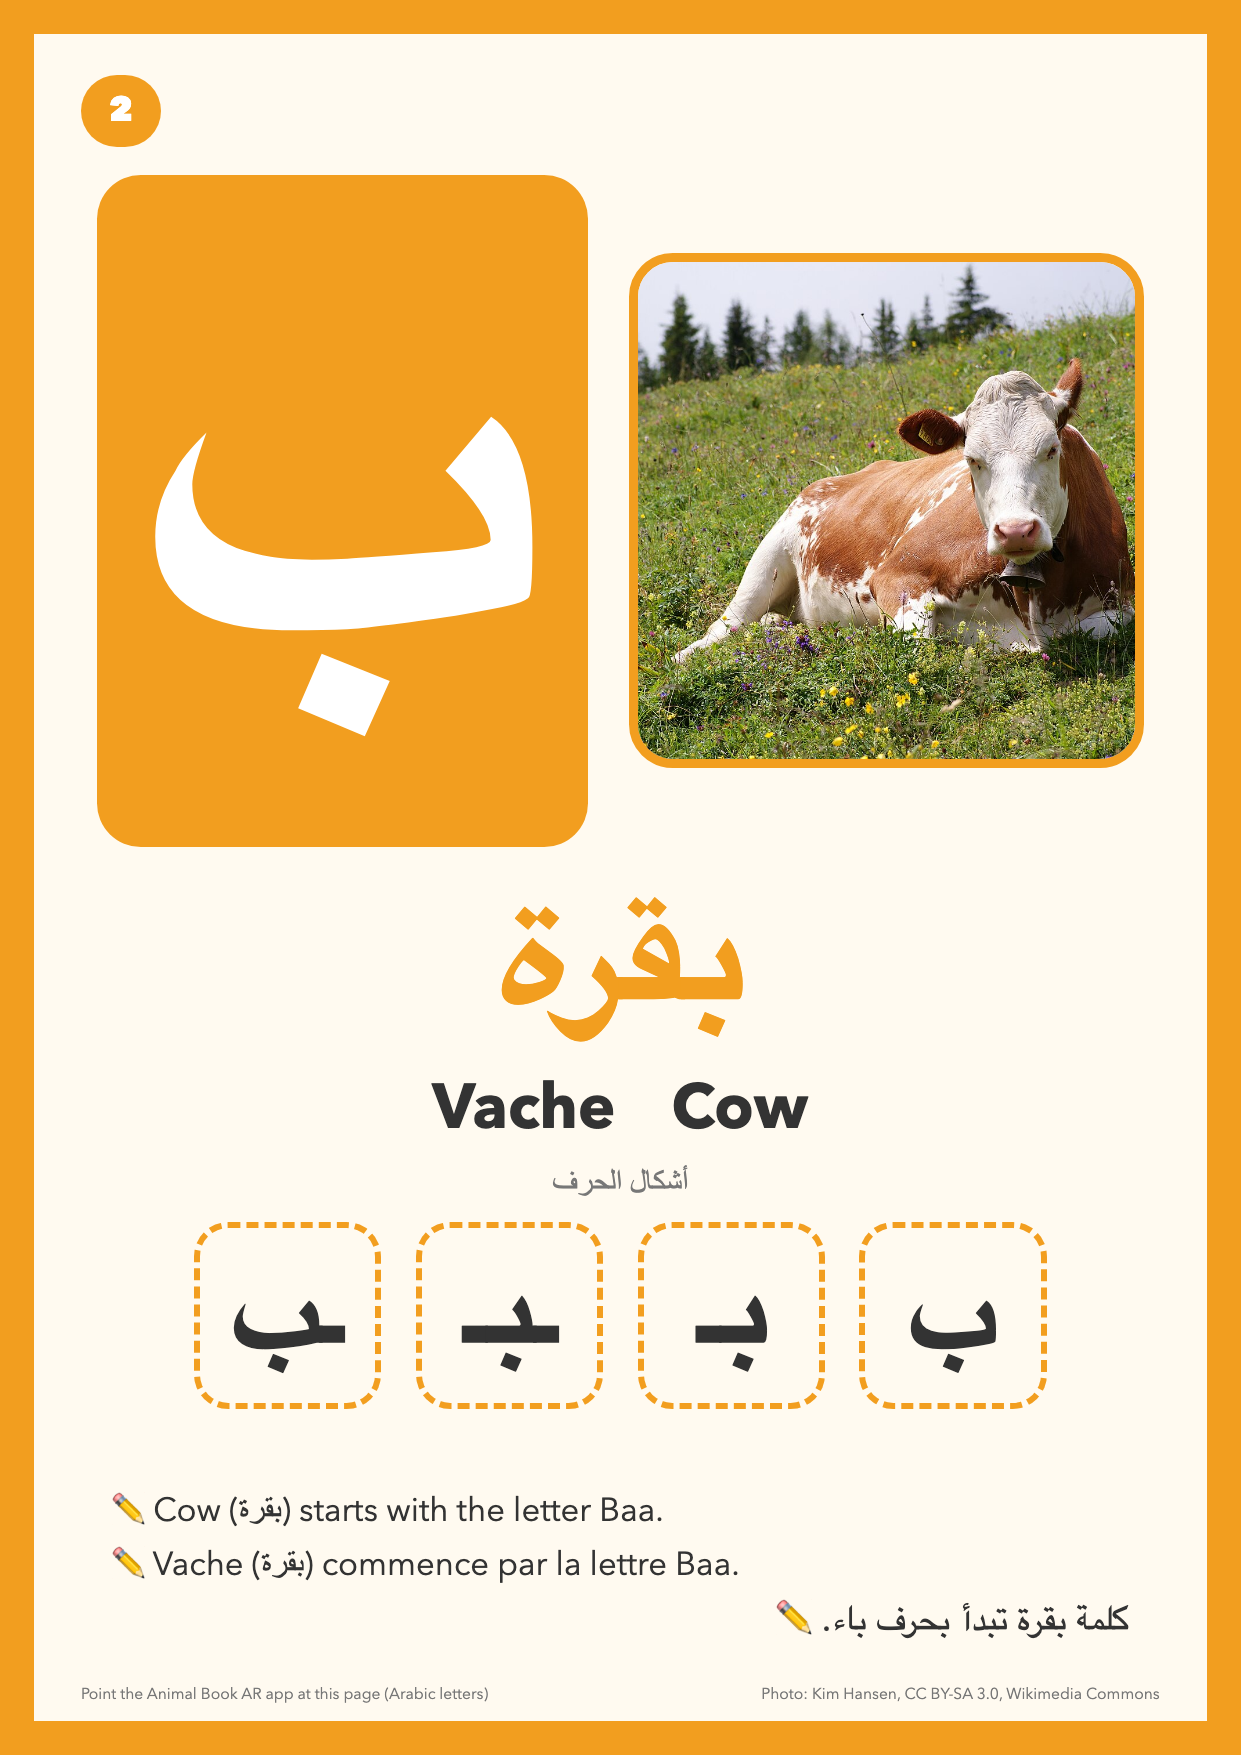 2
ب
بقرة
Vache Cow
أشكال الحرف
ب بـ ـبـ ـب
✏️ Cow (بقرة) starts with the letter Baa.
✏️ Vache (بقرة) commence par la lettre Baa.
كلمة بقرة تبدأ بحرف باء. ✏️
Point the Animal Book AR app at this page (Arabic letters)
Photo: Kim Hansen, CC BY-SA 3.0, Wikimedia Commons